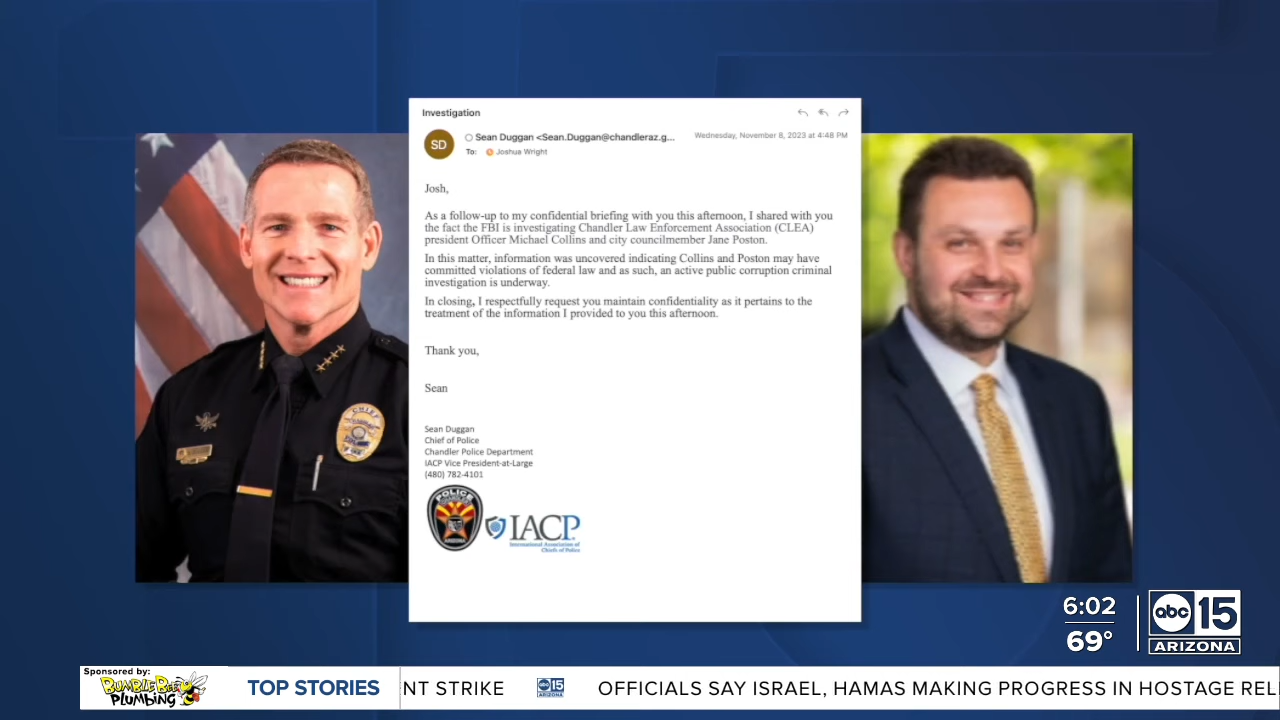 Investigation
SD
Sean Duggan <Sean.Duggan@chandleraz.g...
Wednesday, November 8, 2023 at 4:48 PM
To: Joshua Wright
Josh,
As a follow-up to my confidential briefing with you this afternoon, I shared with you
the fact the FBI is investigating Chandler Law Enforcement Association (CLEA)
president Officer Michael Collins and city councilmember Jane Poston.
In this matter, information was uncovered indicating Collins and Poston may have
committed violations of federal law and as such, an active public corruption criminal
investigation is underway.
In closing, I respectfully request you maintain confidentiality as it pertains to the
treatment of the information I provided to you this afternoon.
Thank you,
Sean
Sean Duggan
Chief of Police
Chandler Police Department
IACP Vice President-at-Large
(480) 782-4101
POLICE
ARIZONA
IACP
International Association of
Chiefs of Police
CHIEF
6:02
69°
abc 15
ARIZONA
Sponsored by:
BUMBLE BEE
PLUMBING
TOP STORIES
NT STRIKE
abc 15
OFFICIALS SAY ISRAEL, HAMAS MAKING PROGRESS IN HOSTAGE REL